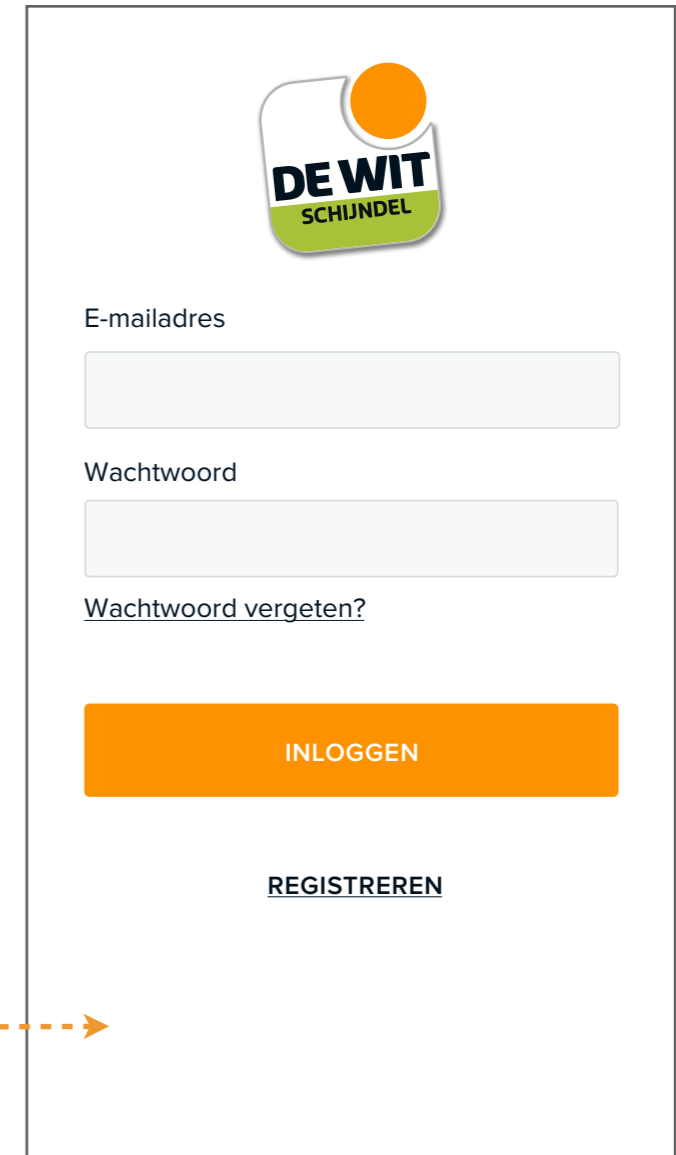 DE WIT
SCHIJNDEL
E-mailadres
Wachtwoord
Wachtwoord vergeten?
INLOGGEN
REGISTREREN